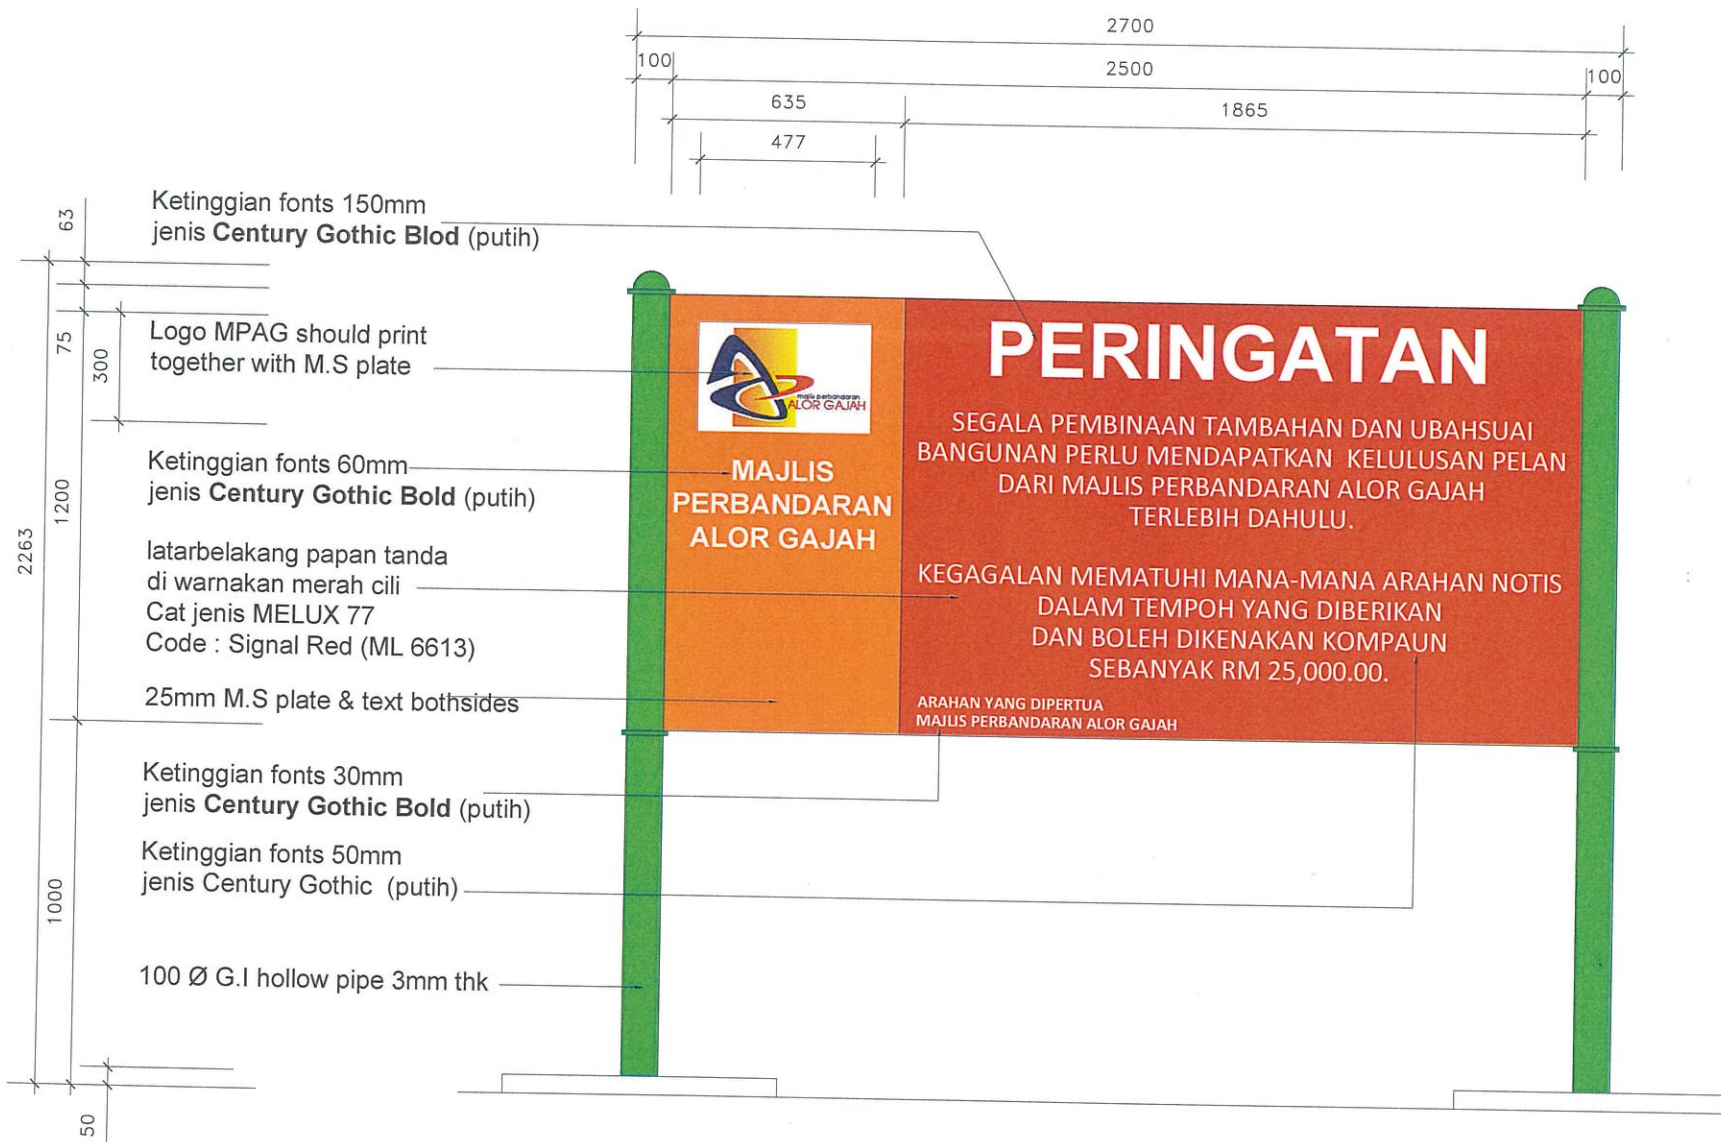 2700
100
2500
100
635
1865
477
Ketinggian fonts 150mm
jenis Century Gothic Blod (putih)
63
75
300
1200
2263
1000
50
Logo MPAG should print
together with M.S plate
Ketinggian fonts 60mm
jenis Century Gothic Bold (putih)
latarbelakang papan tanda
di warnakan merah cili
Cat jenis MELUX 77
Code : Signal Red (ML 6613)
25mm M.S plate & text bothsides
Ketinggian fonts 30mm
jenis Century Gothic Bold (putih)
Ketinggian fonts 50mm
jenis Century Gothic (putih)
100 Ø G.I hollow pipe 3mm thk
majlis perbandaran
ALOR GAJAH
MAJLIS
PERBANDARAN
ALOR GAJAH
PERINGATAN
SEGALA PEMBINAAN TAMBAHAN DAN UBAHSUAI
BANGUNAN PERLU MENDAPATKAN KELULUSAN PELAN
DARI MAJLIS PERBANDARAN ALOR GAJAH
TERLEBIH DAHULU.
KEGAGALAN MEMATUHI MANA-MANA ARAHAN NOTIS
DALAM TEMPOH YANG DIBERIKAN
DAN BOLEH DIKENAKAN KOMPAUN
SEBANYAK RM 25,000.00.
ARAHAN YANG DIPERTUA
MAJLIS PERBANDARAN ALOR GAJAH